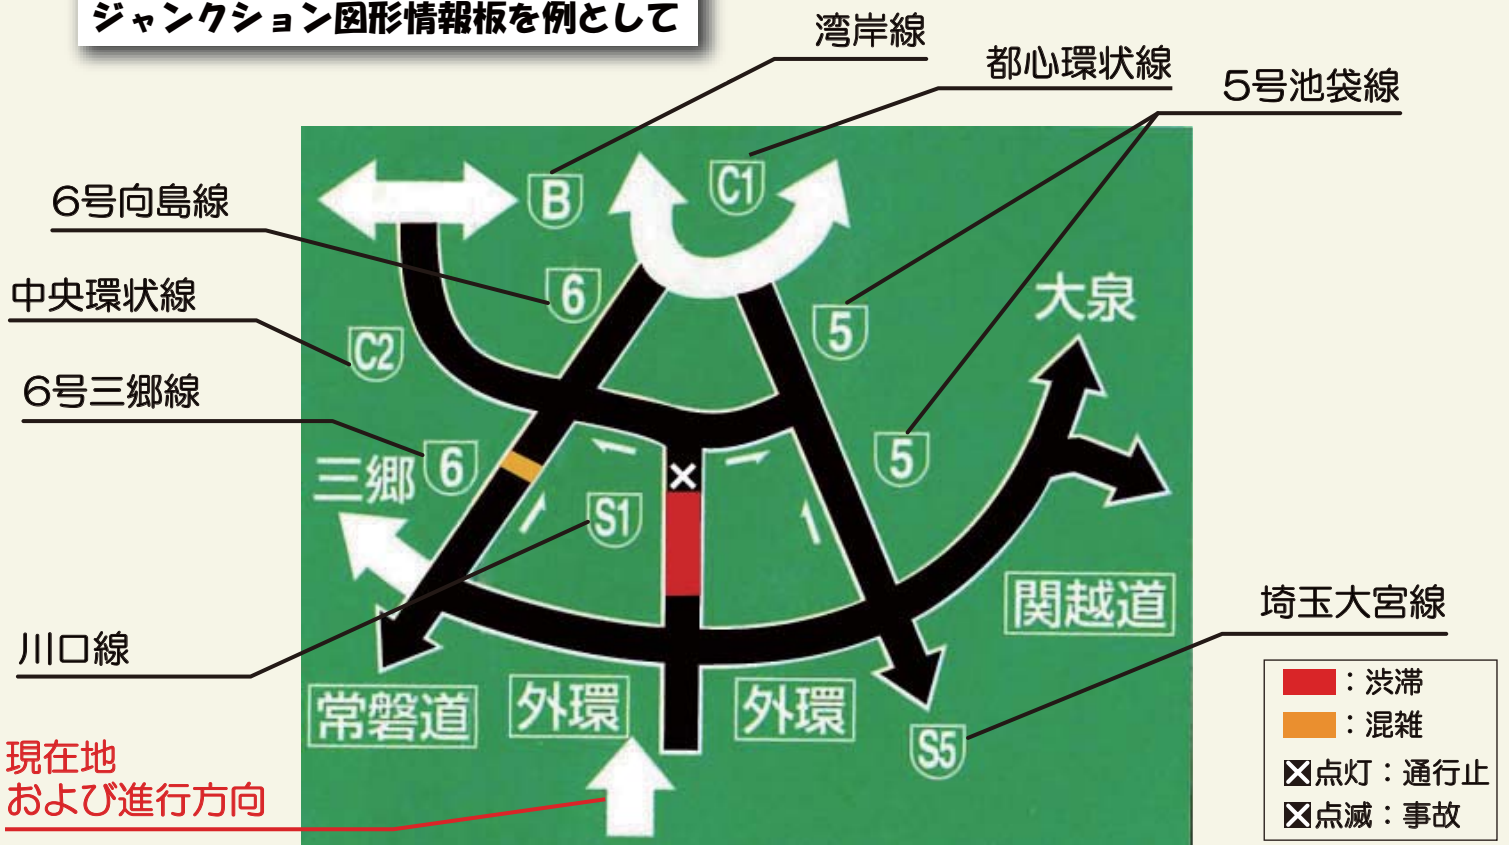 ジャンクション図形情報板を例として
湾岸線
都心環状線
5号池袋線
6号向島線
中央環状線
6号三郷線
川口線
現在地
および進行方向
B
C1
6
5
C2
大泉
三郷
6
5
S1
関越道
常磐道
外環
外環
S5
埼玉大宮線
：渋滞
：混雑
点灯：通行止
点滅：事故